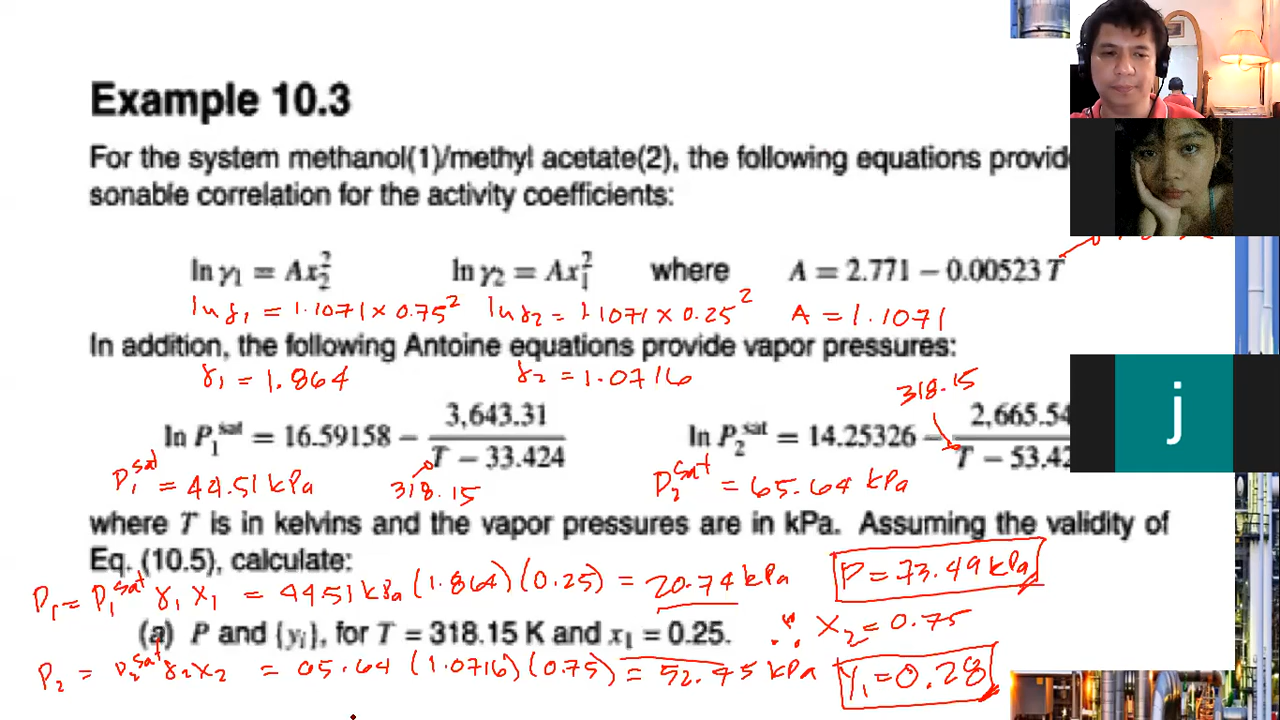 Example 10.3
For the system methanol(1)/methyl acetate(2), the following equations provid
sonable correlation for the activity coefficients:
ln γ₁ = Ax₂² ln γ₂ = Ax₁² where A = 2.771 − 0.00523 T
ln γ₁ = 1.1071 × 0.75² ln γ₂ = 1.1071 × 0.25² A = 1.1071
In addition, the following Antoine equations provide vapor pressures:
γ₁ = 1.864 γ₂ = 1.0716
318.15
ln P₁ˢᵃᵗ = 16.59158 − 3,643.31 / (T − 33.424) ln P₂ˢᵃᵗ = 14.25326 − 2,665.54 / (T − 53.42
P₁ˢᵃᵗ = 44.51 kPa 318.15 P₂ˢᵃᵗ = 65.64 kPa
j
where T is in kelvins and the vapor pressures are in kPa. Assuming the validity of
Eq. (10.5), calculate:
P₁ = P₁ˢᵃᵗ γ₁ x₁ = 44.51 kPa (1.864)(0.25) = 20.74 kPa P = 73.49 kPa
(a) P and {yᵢ}, for T = 318.15 K and x₁ = 0.25. ∴ x₂ = 0.75
P₂ = P₂ˢᵃᵗ γ₂ x₂ = 65.64 (1.0716)(0.75) = 52.75 kPa y₁ = 0.28